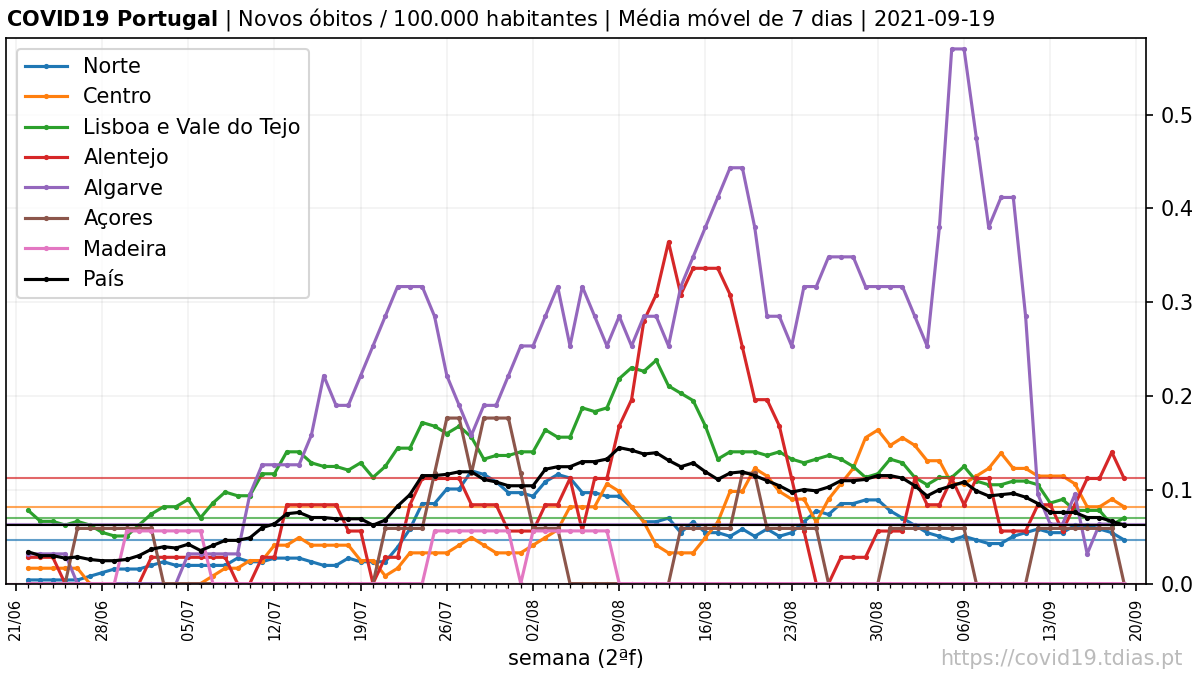 COVID19 Portugal | Novos óbitos / 100.000 habitantes | Média móvel de 7 dias | 2021-09-19
Norte
Centro
Lisboa e Vale do Tejo
Alentejo
Algarve
Açores
Madeira
País
0.5
0.4
0.3
0.2
0.1
0.0
21/06
28/06
05/07
12/07
19/07
26/07
02/08
09/08
16/08
23/08
30/08
06/09
13/09
20/09
semana (2ªf)
https://covid19.tdias.pt